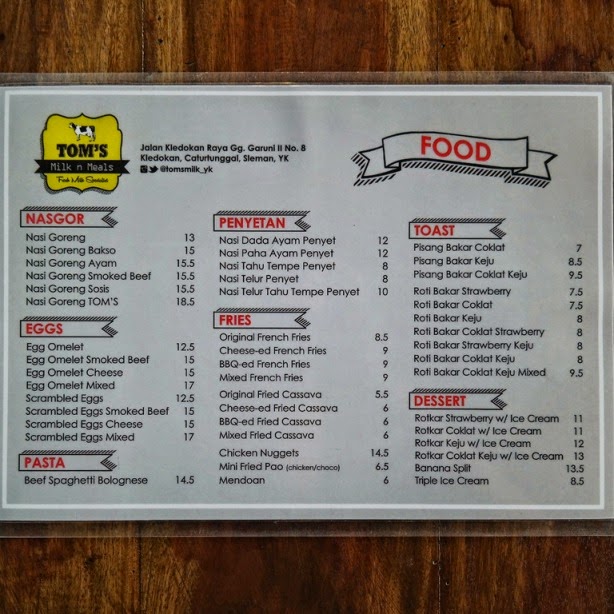 TOM'S
Milk n Meals
Fresh Milk Specialist
Jalan Kledokan Raya Gg. Garuni II No. 8
Kledokan, Caturtunggal, Sleman, YK
@tomsmilk_yk
FOOD
NASGOR
Nasi Goreng 13
Nasi Goreng Bakso 15
Nasi Goreng Ayam 15.5
Nasi Goreng Smoked Beef 15.5
Nasi Goreng Sosis 15.5
Nasi Goreng TOM'S 18.5
EGGS
Egg Omelet 12.5
Egg Omelet Smoked Beef 15
Egg Omelet Cheese 15
Egg Omelet Mixed 17
Scrambled Eggs 12.5
Scrambled Eggs Smoked Beef 15
Scrambled Eggs Cheese 15
Scrambled Eggs Mixed 17
PASTA
Beef Spaghetti Bolognese 14.5
PENYETAN
Nasi Dada Ayam Penyet 12
Nasi Paha Ayam Penyet 12
Nasi Tahu Tempe Penyet 8
Nasi Telur Penyet 8
Nasi Telur Tahu Tempe Penyet 10
FRIES
Original French Fries 8.5
Cheese-ed French Fries 9
BBQ-ed French Fries 9
Mixed French Fries 9
Original Fried Cassava 5.5
Cheese-ed Fried Cassava 6
BBQ-ed Fried Cassava 6
Mixed Fried Cassava 6
Chicken Nuggets 14.5
Mini Fried Pao (chicken/choco) 6.5
Mendoan 6
TOAST
Pisang Bakar Coklat 7
Pisang Bakar Keju 8.5
Pisang Bakar Coklat Keju 9.5
Roti Bakar Strawberry 7.5
Roti Bakar Coklat 7.5
Roti Bakar Keju 8
Roti Bakar Coklat Strawberry 8
Roti Bakar Strawberry Keju 8
Roti Bakar Coklat Keju 8
Roti Bakar Coklat Keju Mixed 9.5
DESSERT
Rotkar Strawberry w/ Ice Cream 11
Rotkar Coklat w/ Ice Cream 11
Rotkar Keju w/ Ice Cream 12
Rotkar Coklat Keju w/ Ice Cream 13
Banana Split 13.5
Triple Ice Cream 8.5